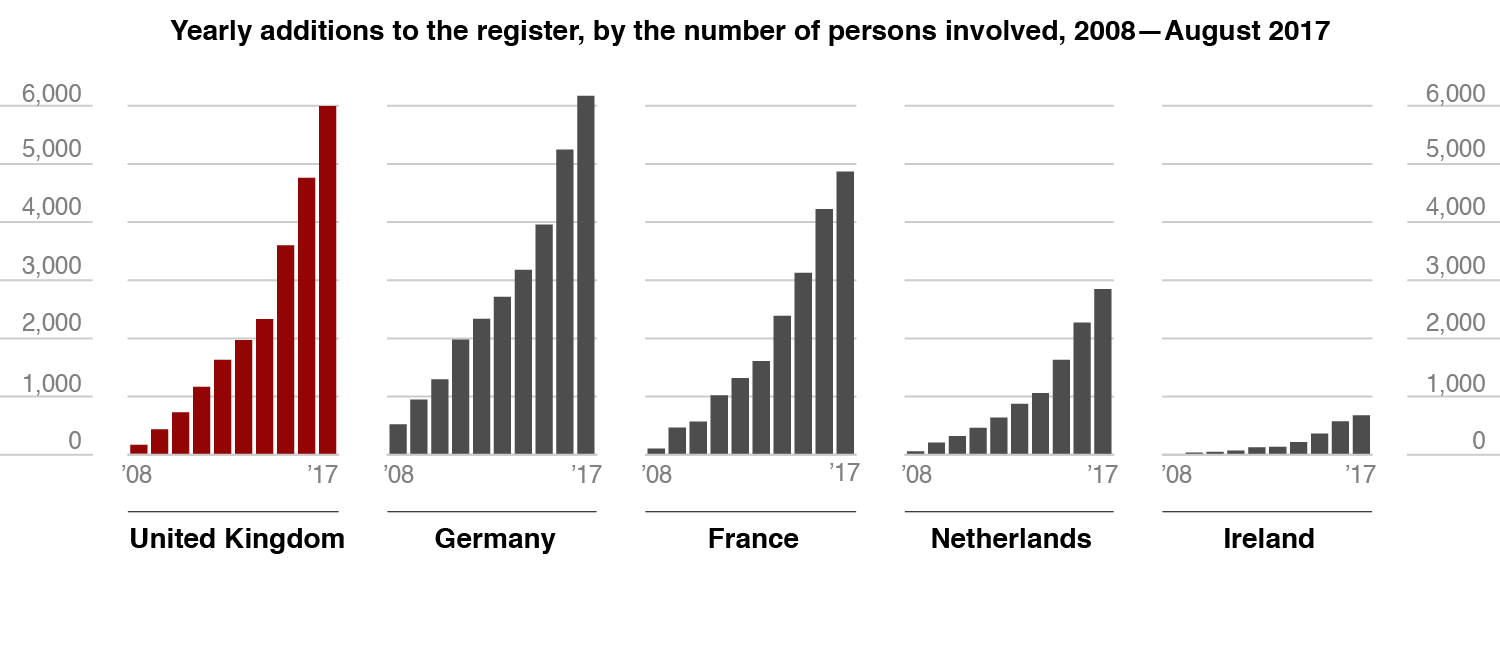 Yearly additions to the register, by the number of persons involved, 2008—August 2017
6,000 6,000
5,000 5,000
4,000 4,000
3,000 3,000
2,000 2,000
1,000 1,000
0 0
’08 ’17 ’08 ’17 ’08 ’17 ’08 ’17 ’08 ’17
United Kingdom Germany France Netherlands Ireland